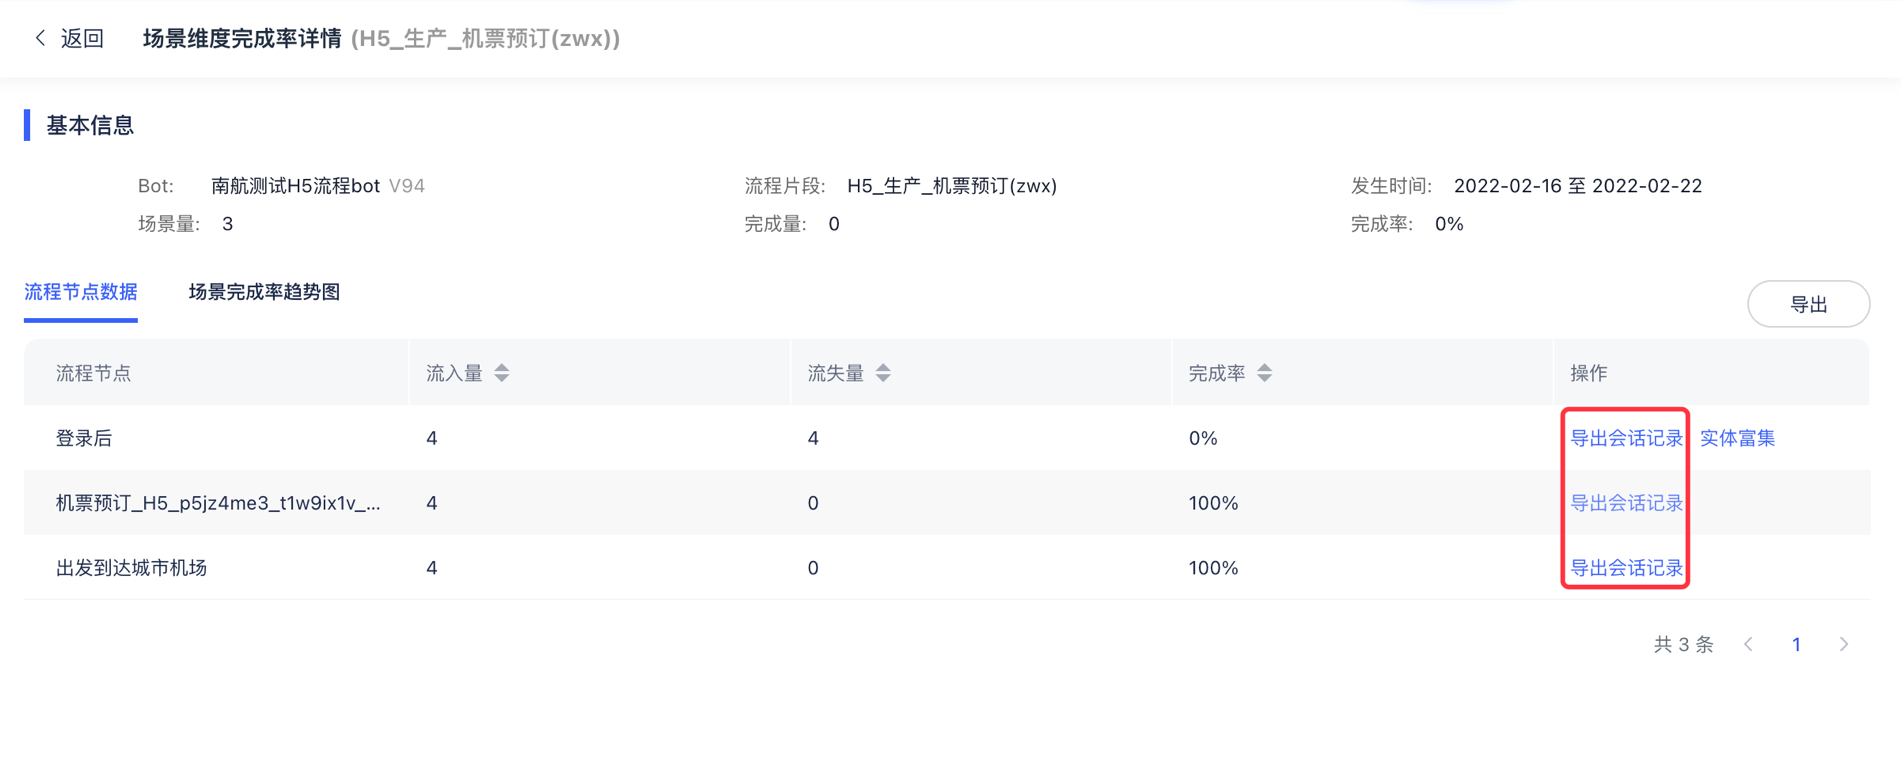 返回 场景维度完成率详情 (H5_生产_机票预订(zwx))
基本信息
Bot: 南航测试H5流程bot V94 流程片段: H5_生产_机票预订(zwx) 发生时间: 2022-02-16 至 2022-02-22
场景量: 3 完成量: 0 完成率: 0%
流程节点数据 场景完成率趋势图
导出
流程节点 流入量 流失量 完成率 操作
登录后 4 4 0% 导出会话记录 实体富集
机票预订_H5_p5jz4me3_t1w9ix1v_... 4 0 100% 导出会话记录
出发到达城市机场 4 0 100% 导出会话记录
共 3 条 1